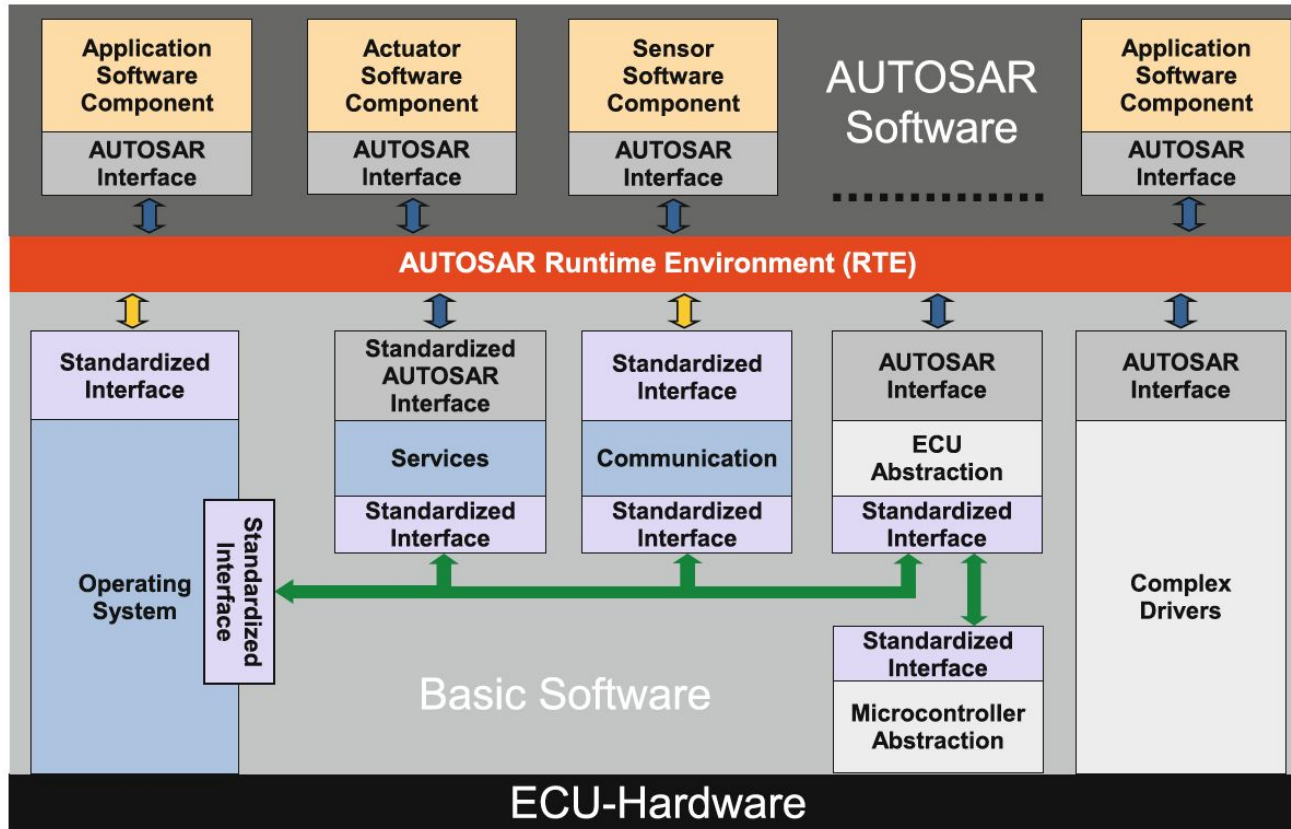 Application
Software
Component
AUTOSAR
Interface
Actuator
Software
Component
AUTOSAR
Interface
Sensor
Software
Component
AUTOSAR
Interface
AUTOSAR
Software
Application
Software
Component
AUTOSAR
Interface
AUTOSAR Runtime Environment (RTE)
Standardized
Interface
Operating
System
Standardized
Interface
Standardized
AUTOSAR
Interface
Services
Standardized
Interface
Standardized
Interface
Communication
Standardized
Interface
AUTOSAR
Interface
ECU
Abstraction
Standardized
Interface
Standardized
Interface
Microcontroller
Abstraction
AUTOSAR
Interface
Complex
Drivers
Basic Software
ECU-Hardware